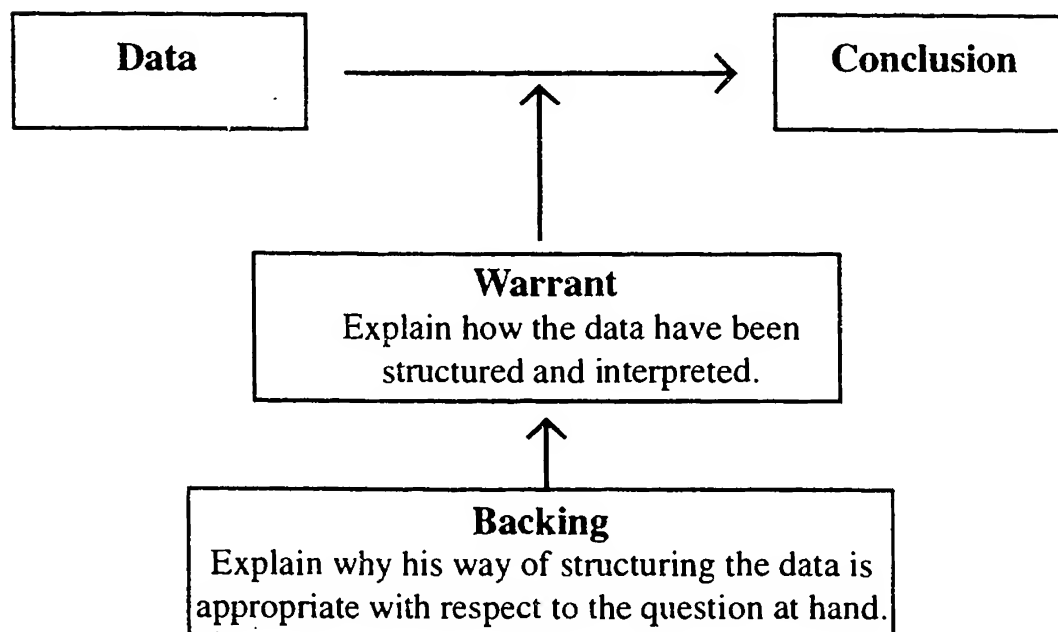 Data
Conclusion
Warrant
Explain how the data have been
structured and interpreted.
Backing
Explain why his way of structuring the data is
appropriate with respect to the question at hand.